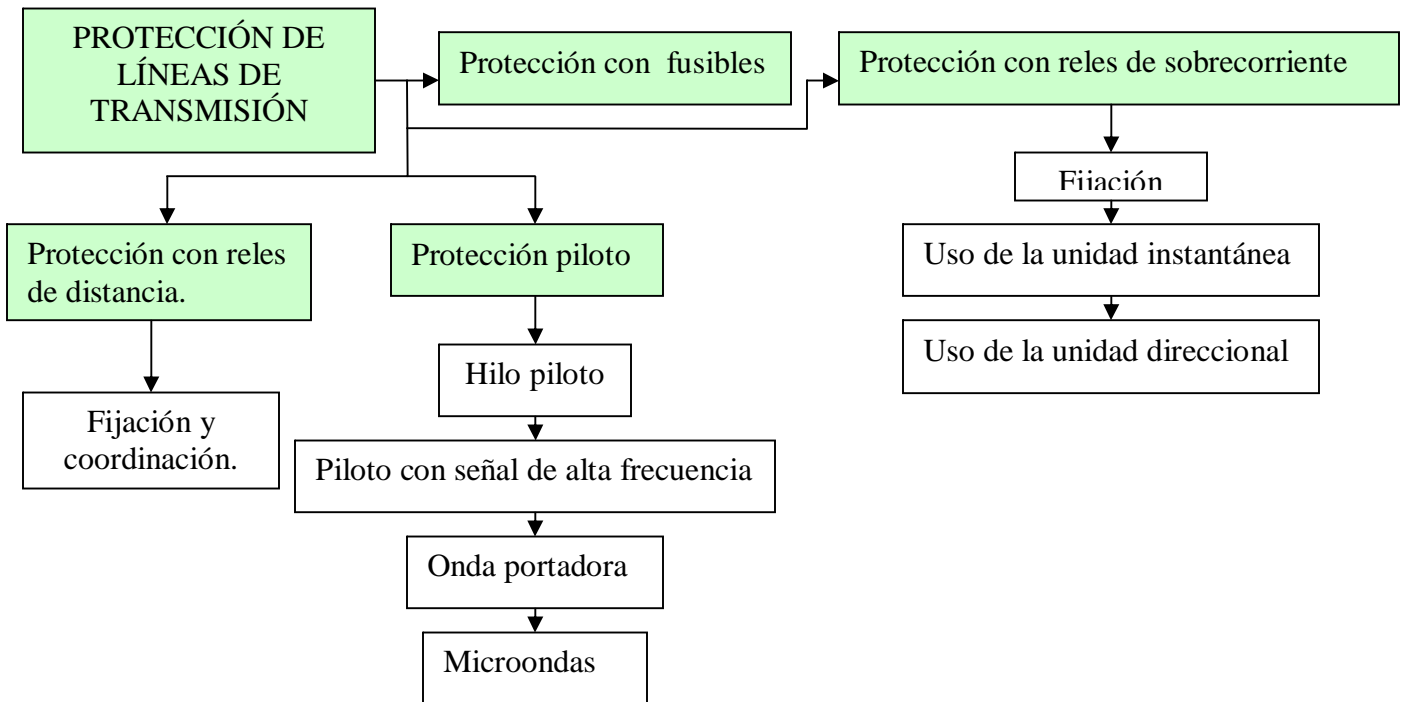 PROTECCIÓN DE
LÍNEAS DE
TRANSMISIÓN
Protección con fusibles
Protección con reles de sobrecorriente
Fijación
Uso de la unidad instantánea
Uso de la unidad direccional
Protección con reles
de distancia.
Fijación y
coordinación.
Protección piloto
Hilo piloto
Piloto con señal de alta frecuencia
Onda portadora
Microondas